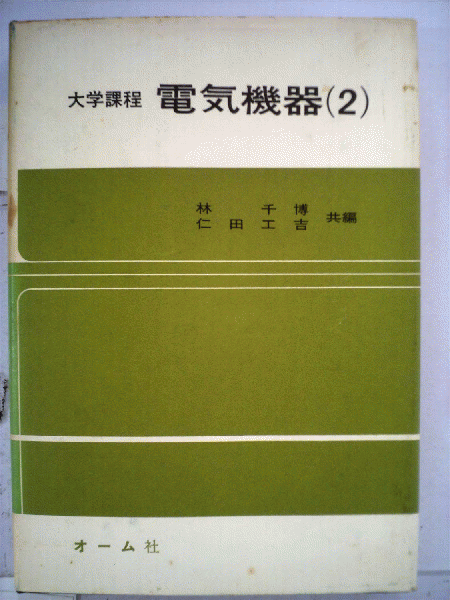 大学課程 電気機器(2)
林 千博
仁田工吉 共編
オーム社